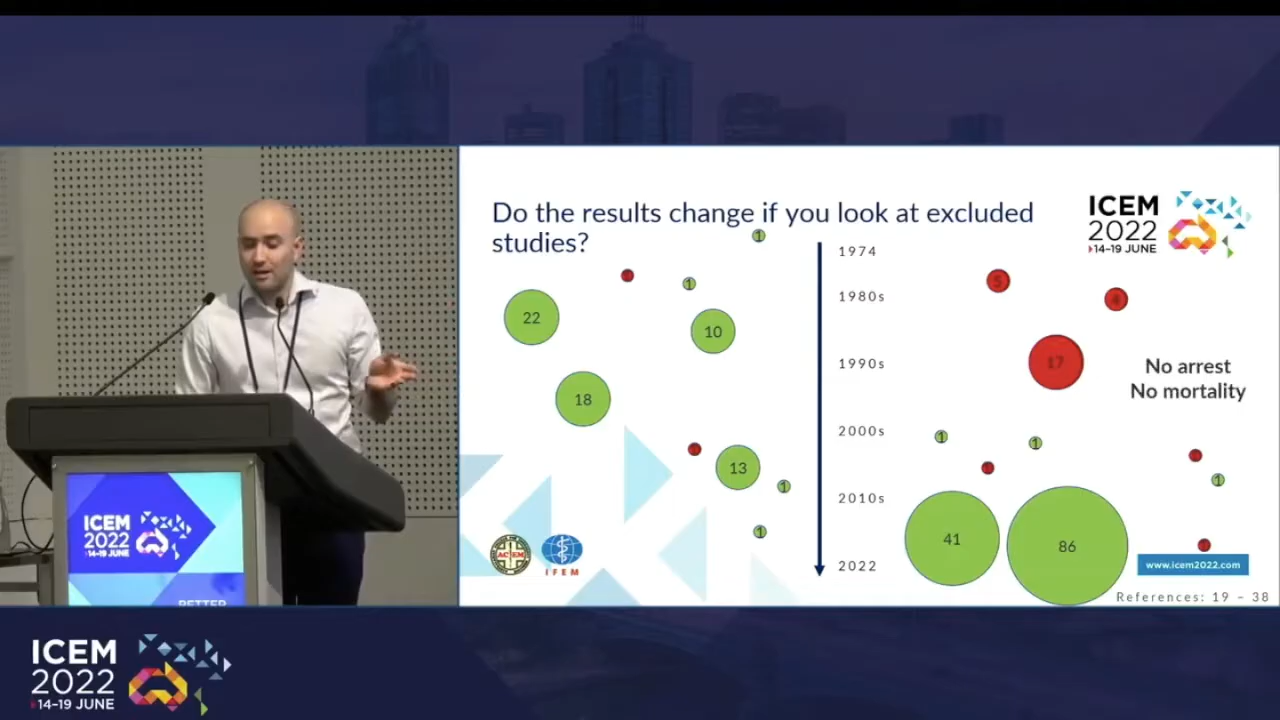 Do the results change if you look at excluded
studies?
ICEM
2022
14-19 JUNE
1
1974
1
5
1980s
4
22
10
17
1990s
No arrest
No mortality
18
2000s
1
1
13
1
1
2010s
1
41
86
2022
ACEM
IFEM
www.icem2022.com
References: 19 – 38
ICEM
2022
14-19 JUNE
BETTER
ICEM
2022
14-19 JUNE